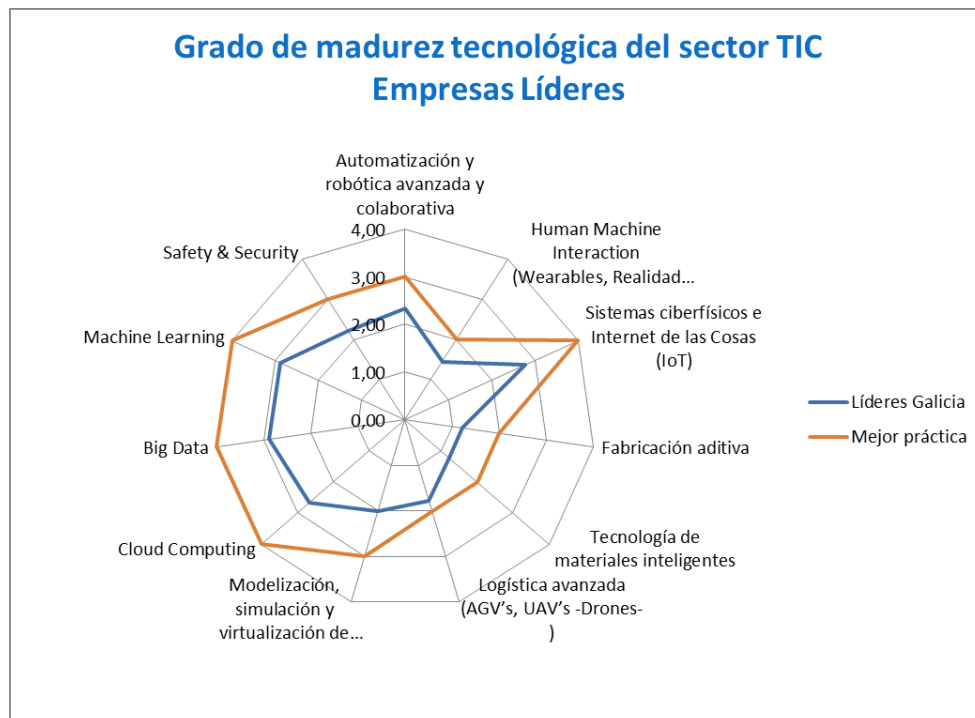 Grado de madurez tecnológica del sector TIC
Empresas Líderes
Automatización y
robótica avanzada y
colaborativa
4,00
3,00
2,00
1,00
0,00
Human Machine
Interaction
(Wearables, Realidad...
Sistemas ciberfísicos e
Internet de las Cosas
(IoT)
Fabricación aditiva
Tecnología de
materiales inteligentes
Logística avanzada
(AGV’s, UAV’s -Drones-
)
Modelización,
simulación y
virtualización de...
Cloud Computing
Big Data
Machine Learning
Safety & Security
Líderes Galicia
Mejor práctica